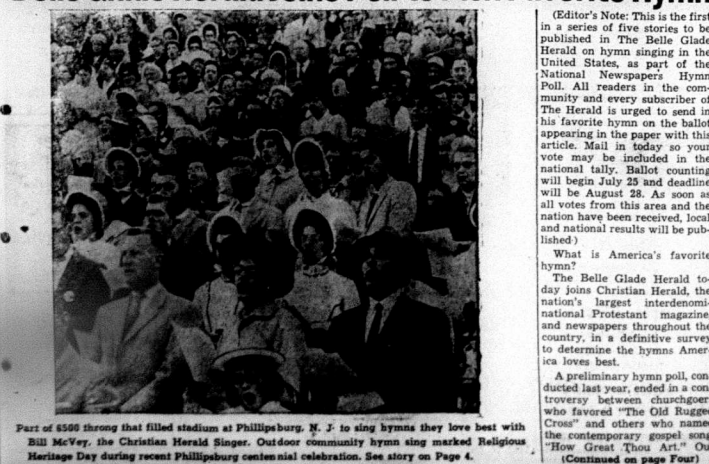 (Editor's Note: This is the first
in a series of five stories to be
published in The Belle Glade
Herald on hymn singing in the
United States, as part of the
National Newspapers Hymn
Poll. All readers in the com-
munity and every subscriber of
The Herald is urged to send in
his favorite hymn on the ballot
appearing in the paper with this
article. Mail in today so your
vote may be included in the
national tally. Ballot counting
will begin July 25 and deadline
will be August 28. As soon as
all votes from this area and the
nation have been received, local
and national results will be pub-
lished.)
What is America's favorite
hymn?
The Belle Glade Herald to-
day joins Christian Herald, the
nation's largest interdenomi-
national Protestant magazine
and newspapers throughout the
country, in a definitive survey
to determine the hymns Amer-
ica loves best.
A preliminary hymn poll, con
ducted last year, ended in a con
troversy between churchgoer
who favored "The Old Rugge
Cross" and others who name
the contemporary gospel song
"How Great Thou Art." Ou
(Continued on page Four)
Part of 6500 throng that filled stadium at Phillipsburg, N. J. to sing hymns they love best with
Bill McVey, the Christian Herald Singer. Outdoor community hymn sing marked Religious
Heritage Day during recent Phillipsburg centennial celebration. See story on Page 4.